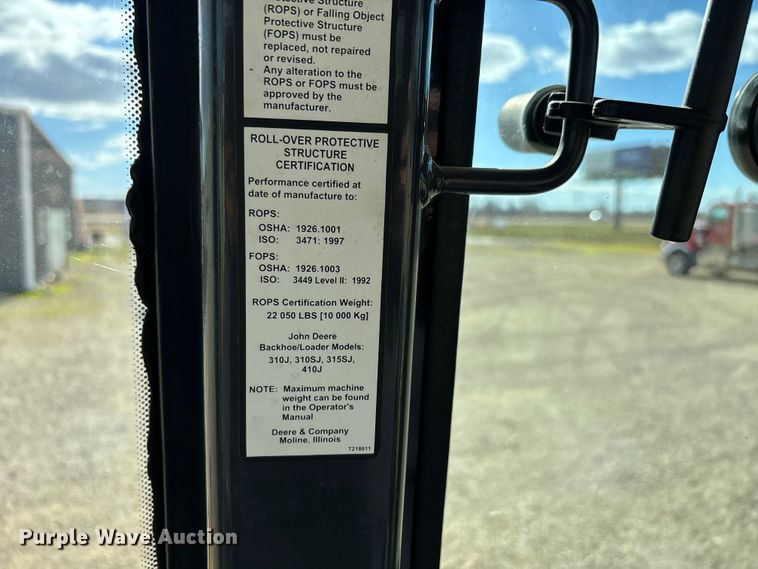 Protective Structure
(ROPS) or Falling Object
Protective Structure
(FOPS) must be
replaced, not repaired
or revised.
- Any alteration to the
ROPS or FOPS must be
approved by the
manufacturer.
ROLL-OVER PROTECTIVE
STRUCTURE
CERTIFICATION
Performance certified at
date of manufacture to:
ROPS:
OSHA: 1926.1001
ISO: 3471: 1997
FOPS:
OSHA: 1926.1003
ISO: 3449 Level II: 1992
ROPS Certification Weight:
22 050 LBS [10 000 Kg]
John Deere
Backhoe/Loader Models:
310J, 310SJ, 315SJ,
410J
NOTE: Maximum machine
weight can be found
in the Operator's
Manual
Deere & Company
Moline, Illinois
T218011
Purple Wave Auction